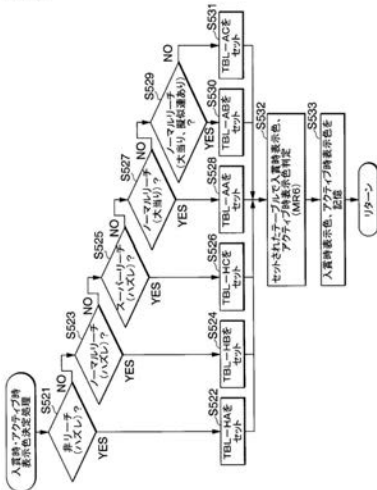 入賞時・アクティブ時
表示色決定処理
S521
非リーチ
(ハズレ)？
NO
YES
S522
TBL-HAを
セット
S523
ノーマルリーチ
(ハズレ)？
NO
YES
S524
TBL-HBを
セット
S525
スーパーリーチ
(ハズレ)？
NO
YES
S526
TBL-HCを
セット
S527
ノーマルリーチ
(大当り)？
NO
YES
S528
TBL-AAを
セット
S529
ノーマルリーチ
(大当り、擬似連あり)
？
NO
YES
S530
TBL-ABを
セット
S531
TBL-ACを
セット
S532
セットされたテーブルで入賞時表示色、
アクティブ時表示色判定
(MR6)
S533
入賞時表示色、アクティブ時表示色を
記憶
リターン